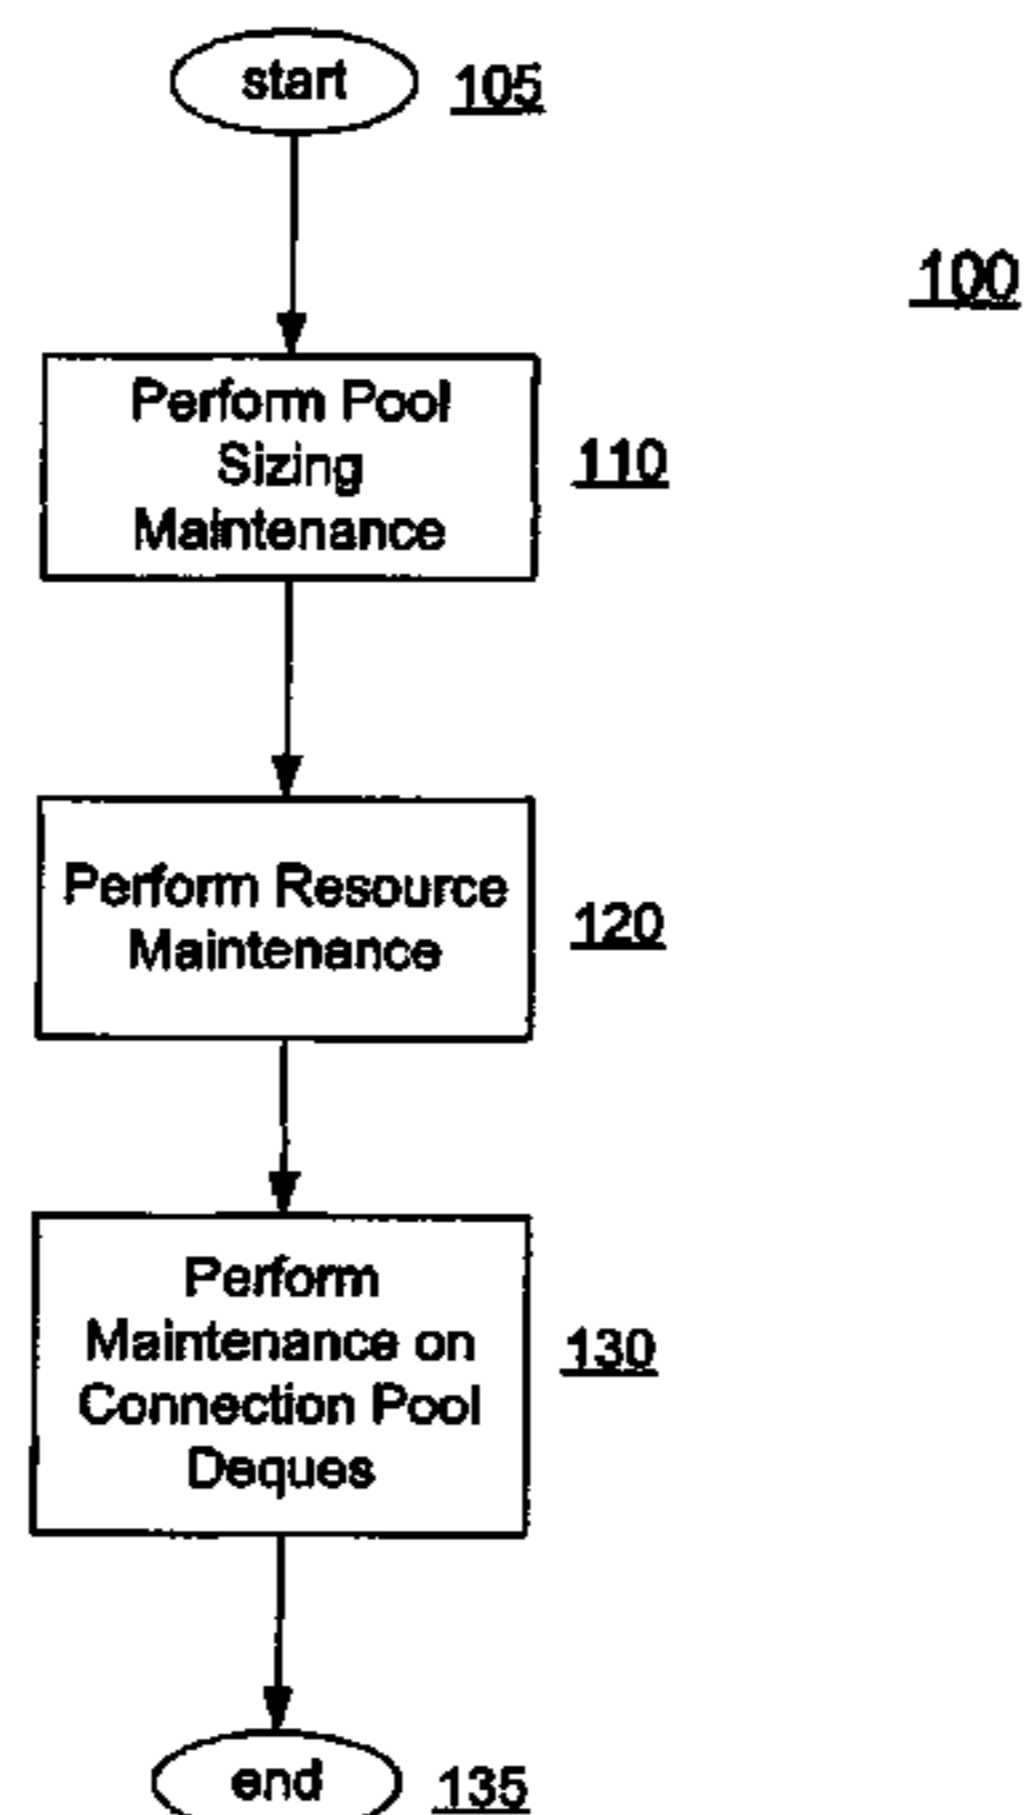 start
105
100
Perform Pool
Sizing
Maintenance
110
Perform Resource
Maintenance
120
Perform
Maintenance on
Connection Pool
Deques
130
end
135